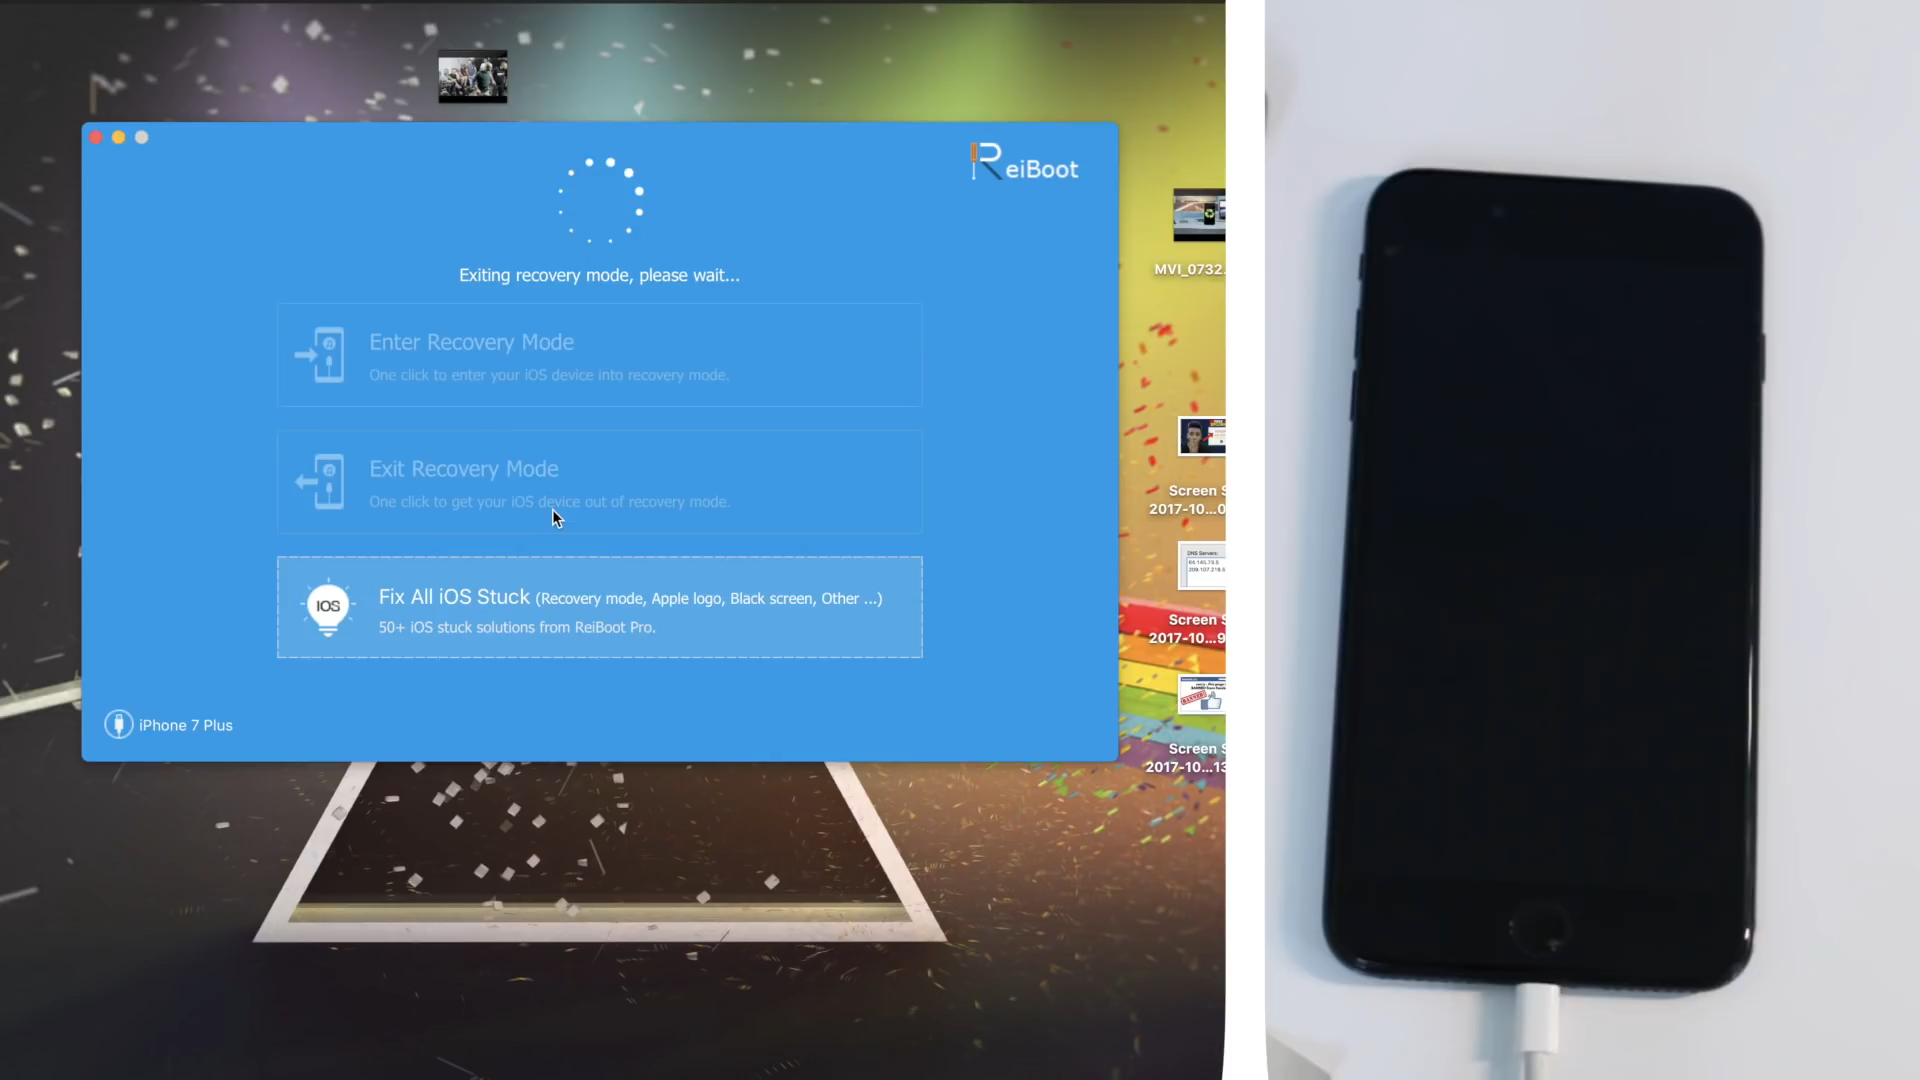 ReiBoot
Exiting recovery mode, please wait...
Enter Recovery Mode
One click to enter your iOS device into recovery mode.
Exit Recovery Mode
One click to get your iOS device out of recovery mode.
iOS
Fix All iOS Stuck (Recovery mode, Apple logo, Black screen, Other ...)
50+ iOS stuck solutions from ReiBoot Pro.
iPhone 7 Plus
MVI_0732.
Screen S
2017-10...0
DNS Servers:
Screen S
2017-10...9
BANNED
Screen S
2017-10...13